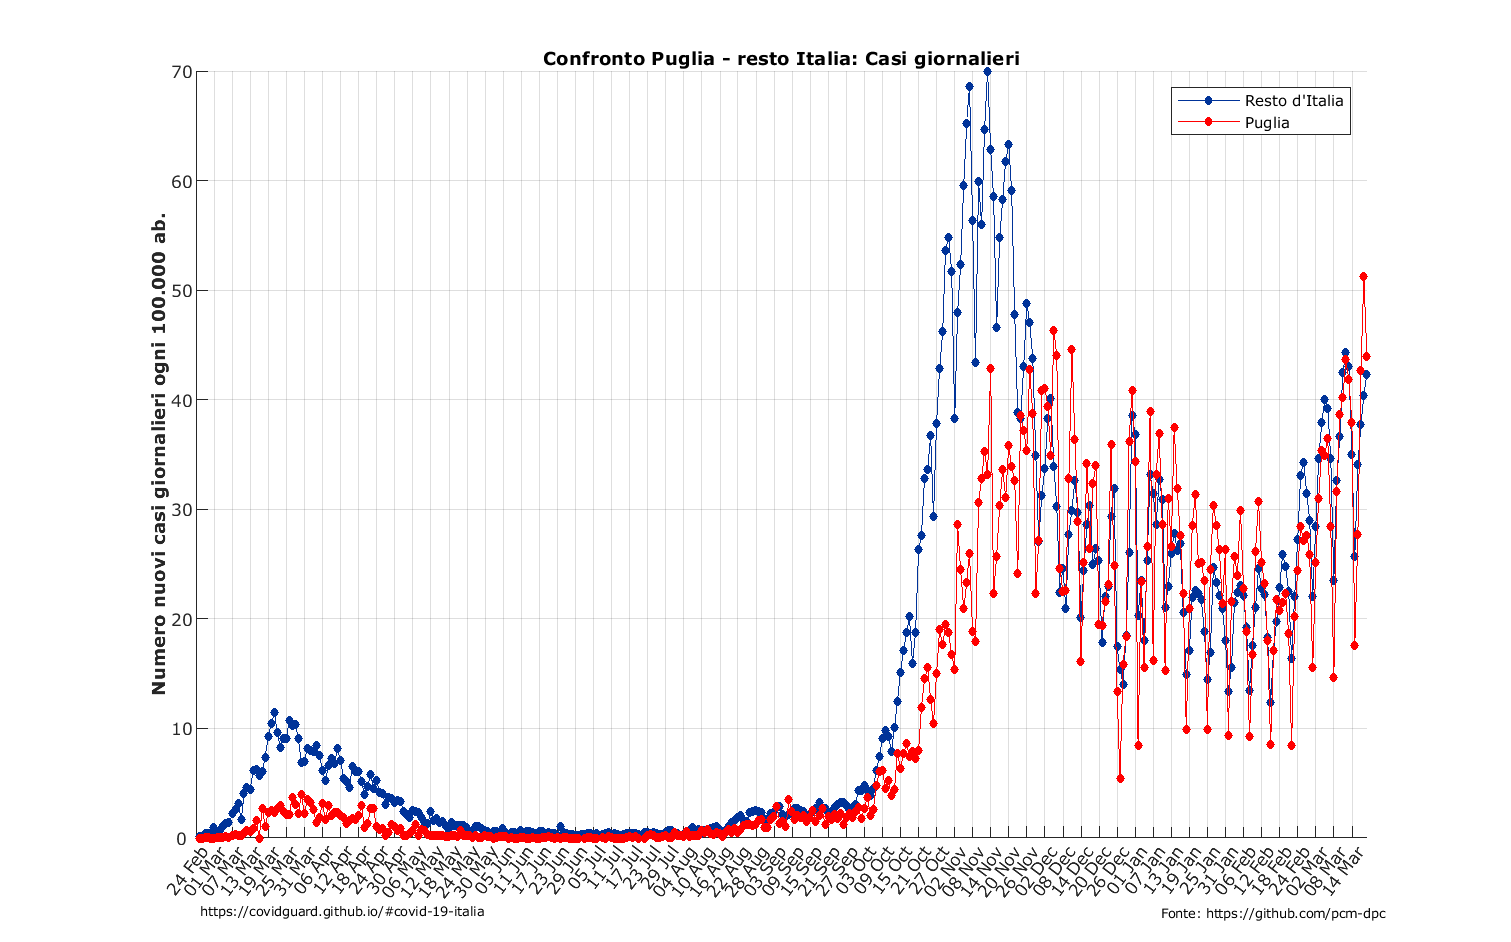 Confronto Puglia - resto Italia: Casi giornalieri
Numero nuovi casi giornalieri ogni 100.000 ab.
70
60
50
40
30
20
10
0
Resto d'Italia
Puglia
24 Feb
01 Mar
07 Mar
13 Mar
19 Mar
25 Mar
31 Mar
06 Apr
12 Apr
18 Apr
24 Apr
30 Apr
06 May
12 May
18 May
24 May
30 May
05 Jun
11 Jun
17 Jun
23 Jun
29 Jun
05 Jul
11 Jul
17 Jul
23 Jul
29 Jul
04 Aug
10 Aug
16 Aug
22 Aug
28 Aug
03 Sep
09 Sep
15 Sep
21 Sep
27 Sep
03 Oct
09 Oct
15 Oct
21 Oct
27 Oct
02 Nov
08 Nov
14 Nov
20 Nov
26 Nov
02 Dec
08 Dec
14 Dec
20 Dec
26 Dec
01 Jan
07 Jan
13 Jan
19 Jan
25 Jan
31 Jan
06 Feb
12 Feb
18 Feb
24 Feb
02 Mar
08 Mar
14 Mar
https://covidguard.github.io/#covid-19-italia
Fonte: https://github.com/pcm-dpc